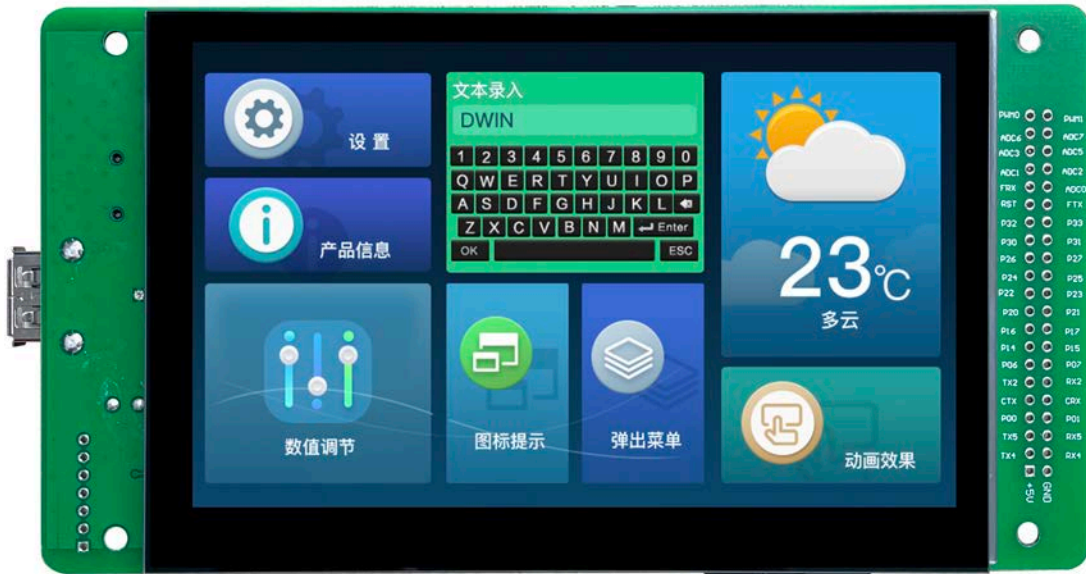 设 置
产品信息
数值调节
文本录入
DWIN
1 2 3 4 5 6 7 8 9 0
Q W E R T Y U I O P
A S D F G H J K L
Z X C V B N M Enter
OK ESC
图标提示
弹出菜单
23℃
多云
动画效果
PWM0 PWM1
ADC6 ADC7
ADC3 ADC5
ADC1 ADC2
FRX ADC0
RST FTX
P32 P33
P30 P31
P26 P27
P24 P25
P22 P23
P20 P21
P16 P17
P14 P15
P06 P07
TX2 RX2
CTX CRX
P00 P01
TX5 RX5
TX4 RX4
+5V GND